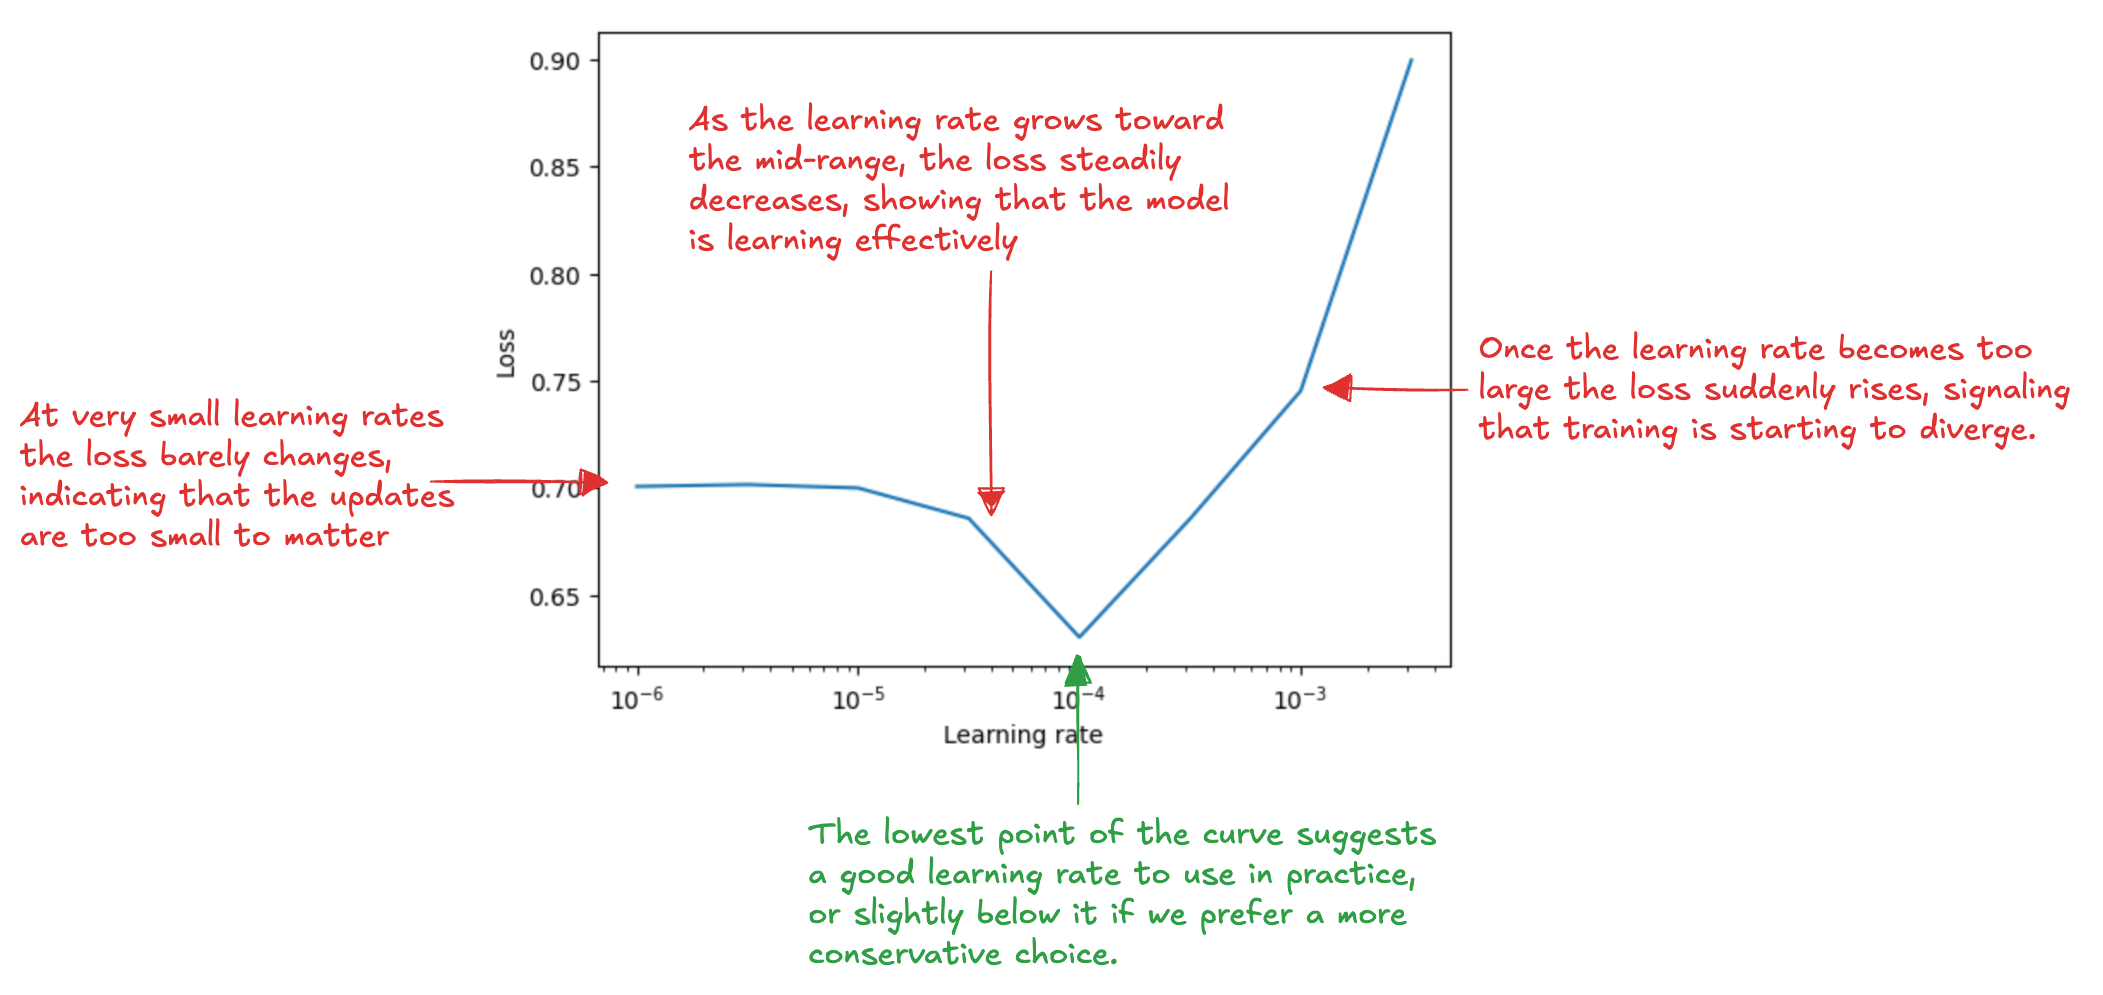 0.90
As the learning rate grows toward
the mid-range, the loss steadily
decreases, showing that the model
is learning effectively
0.85
0.80
Loss
0.75
Once the learning rate becomes too
large the loss suddenly rises, signaling
that training is starting to diverge.
At very small learning rates
the loss barely changes,
indicating that the updates
are too small to matter
0.70
0.65
10⁻⁶ 10⁻⁵ 10⁻⁴ 10⁻³
Learning rate
The lowest point of the curve suggests
a good learning rate to use in practice,
or slightly below it if we prefer a more
conservative choice.